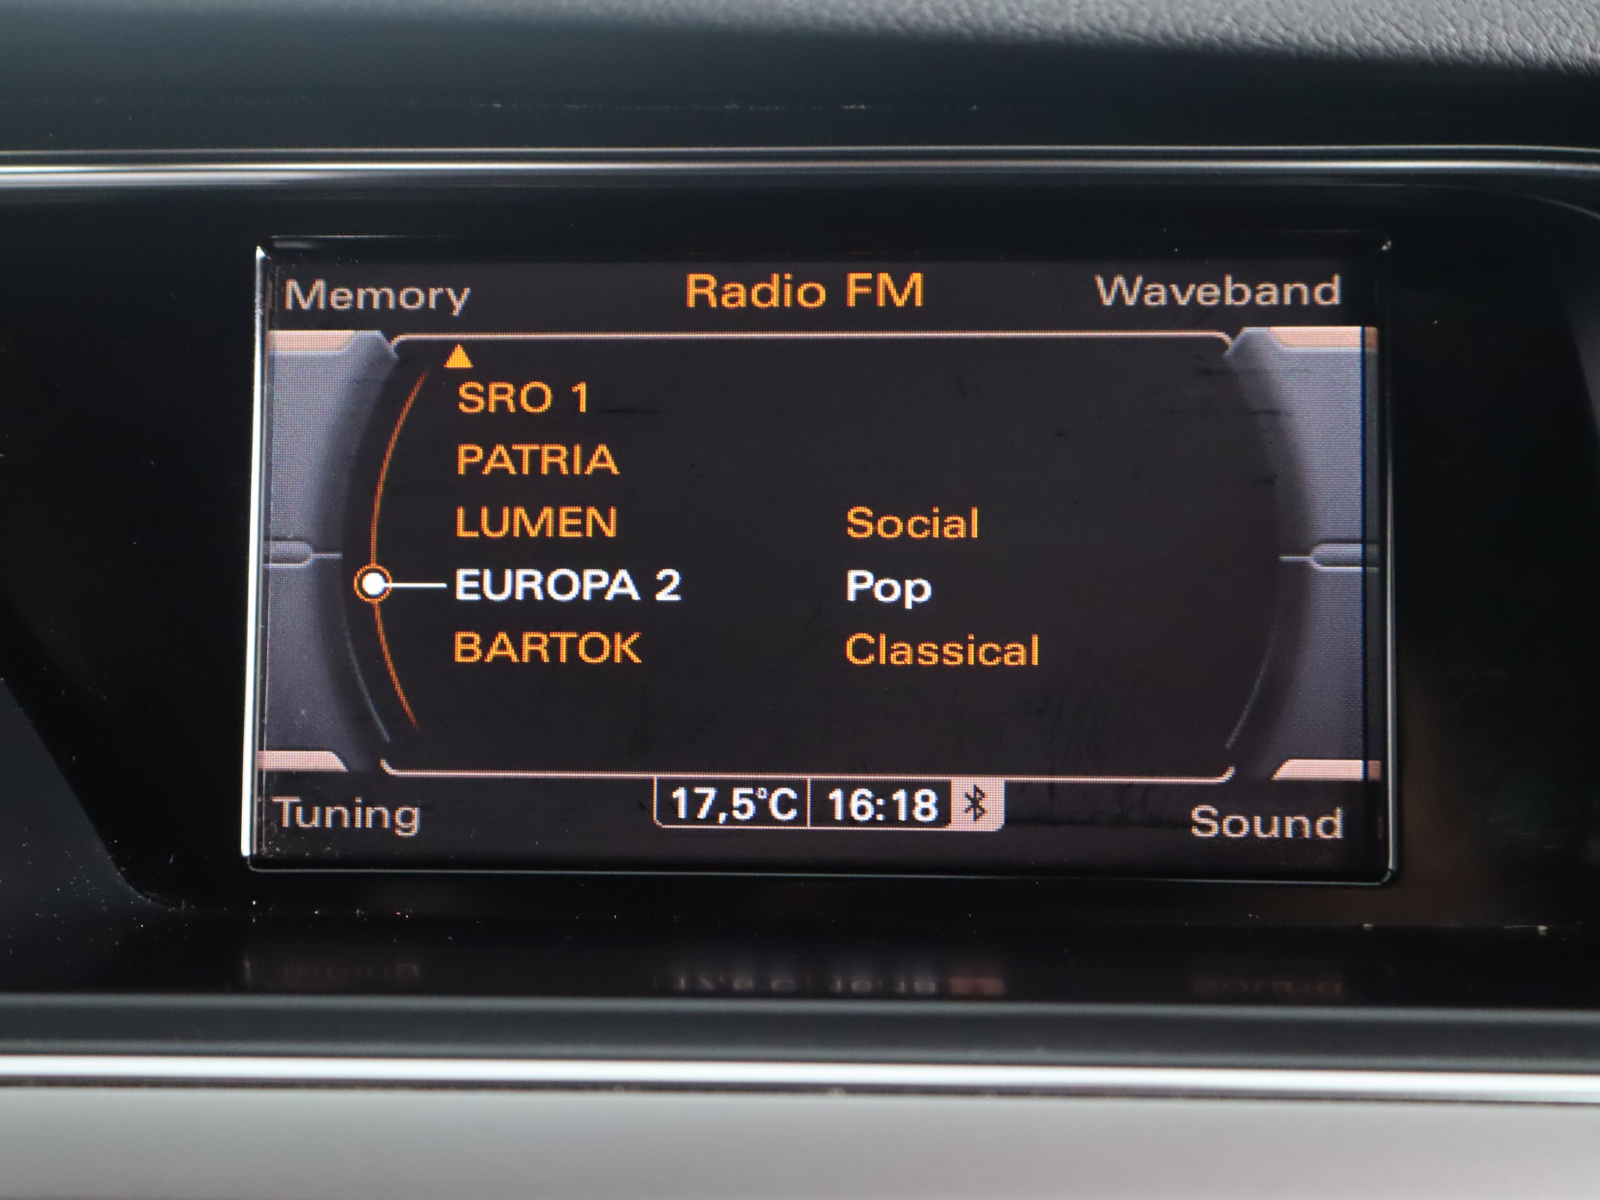 Memory Radio FM Waveband
SRO 1
PATRIA
LUMEN Social
EUROPA 2 Pop
BARTOK Classical
Tuning 17,5°C 16:18 Sound